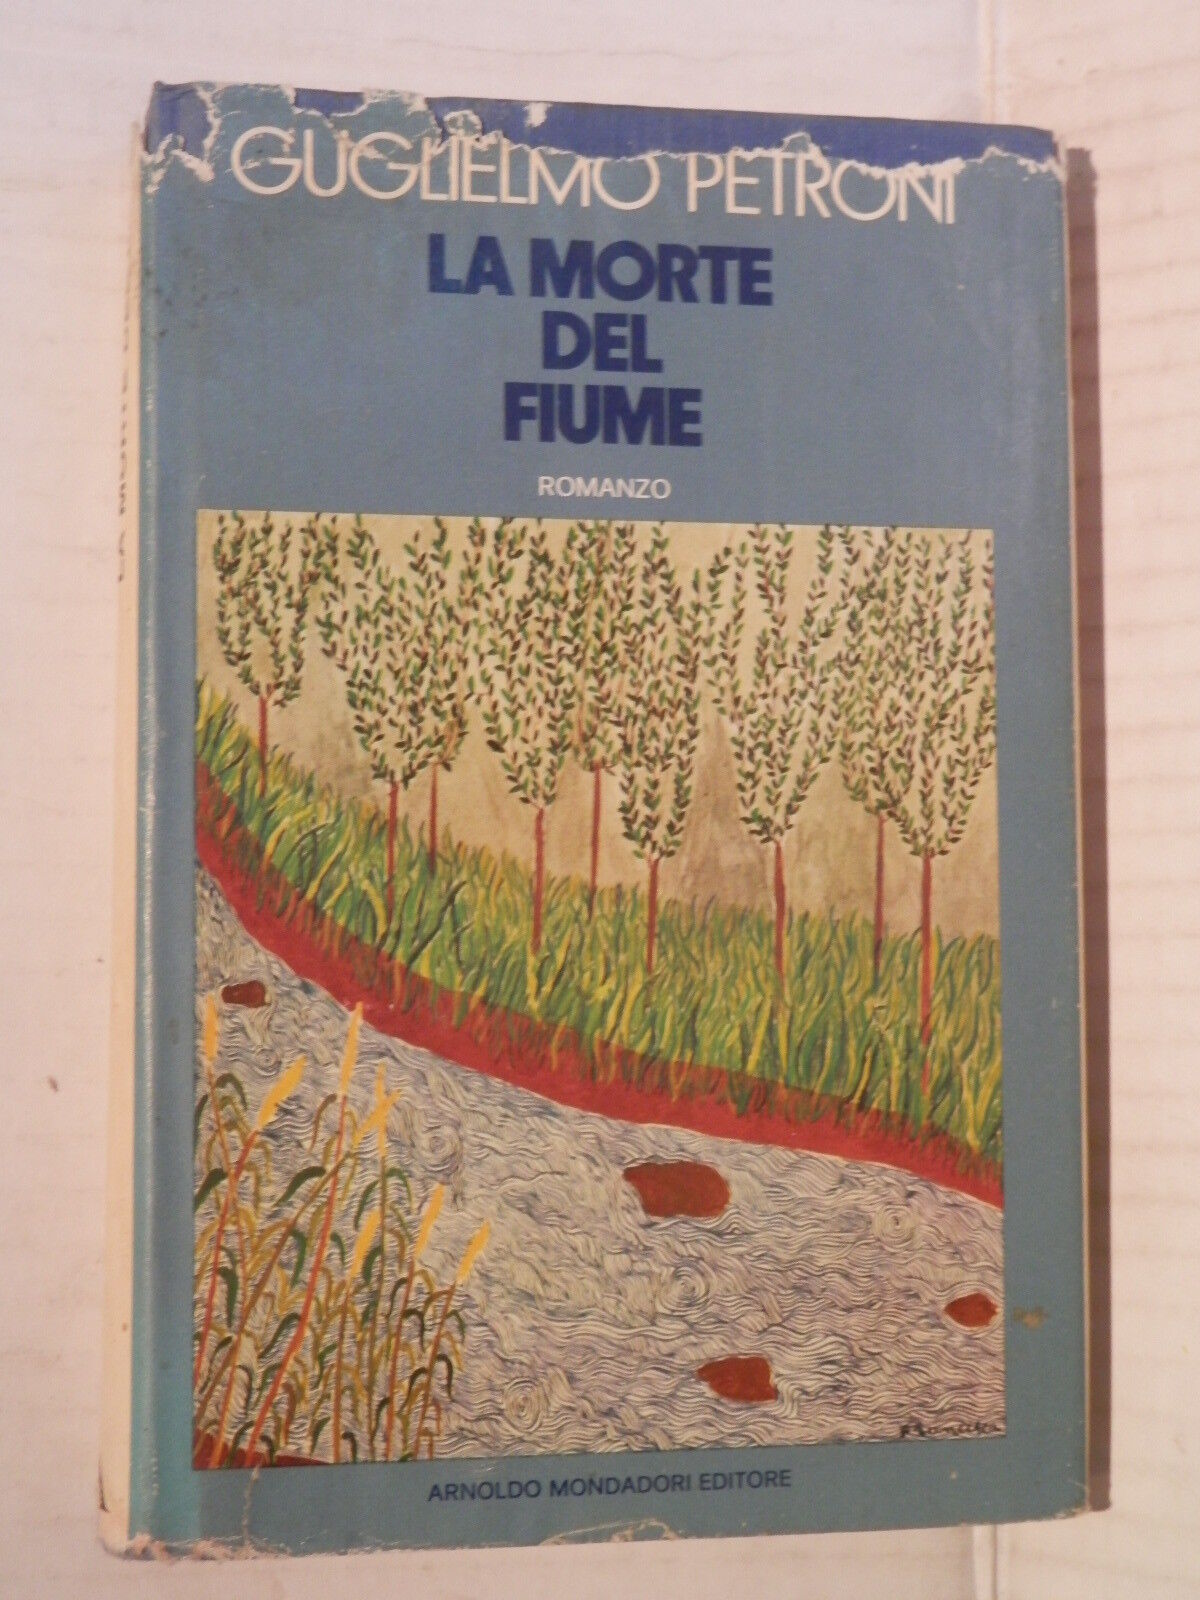 GUGLIELMO PETRONI
LA MORTE
DEL
FIUME
ROMANZO
ARNOLDO MONDADORI EDITORE